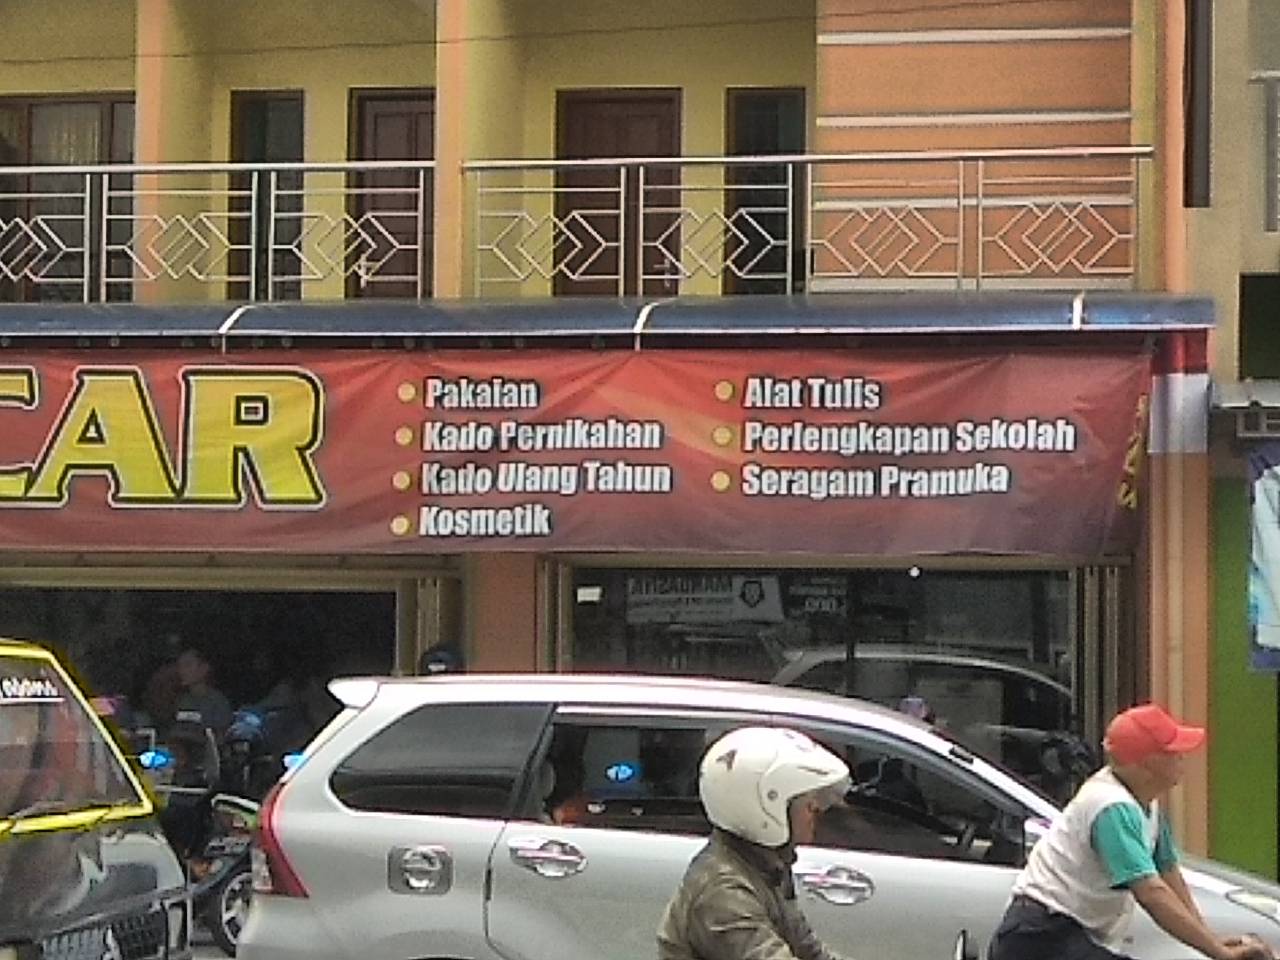 CAR
Pakaian
Kado Pernikahan
Kado Ulang Tahun
Kosmetik
Alat Tulis
Perlengkapan Sekolah
Seragam Pramuka